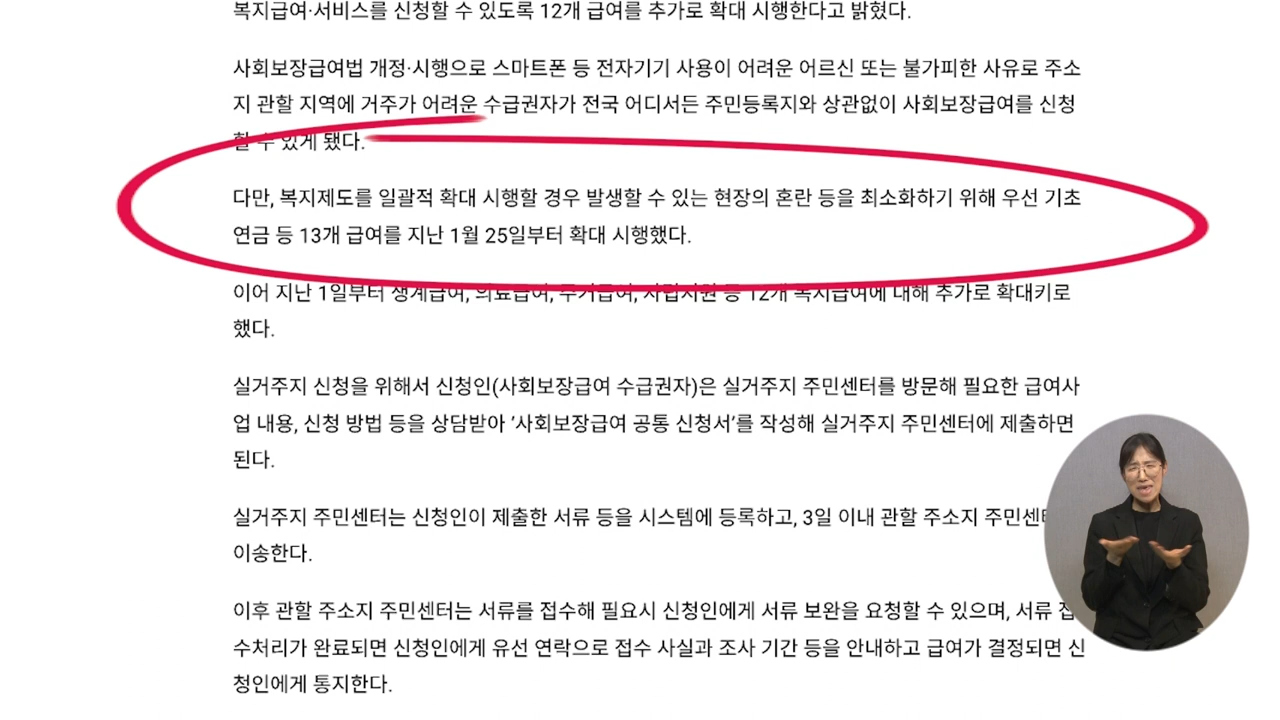 복지급여·서비스를 신청할 수 있도록 12개 급여를 추가로 확대 시행한다고 밝혔다.
사회보장급여법 개정·시행으로 스마트폰 등 전자기기 사용이 어려운 어르신 또는 불가피한 사유로 주소
지 관할 지역에 거주가 어려운 수급권자가 전국 어디서든 주민등록지와 상관없이 사회보장급여를 신청
할 수 있게 됐다.
다만, 복지제도를 일괄적 확대 시행할 경우 발생할 수 있는 현장의 혼란 등을 최소화하기 위해 우선 기초
연금 등 13개 급여를 지난 1월 25일부터 확대 시행했다.
이어 지난 1일부터 생계급여, 의료급여, 주거급여, 자립지원 등 12개 복지급여에 대해 추가로 확대키로
했다.
실거주지 신청을 위해서 신청인(사회보장급여 수급권자)은 실거주지 주민센터를 방문해 필요한 급여사
업 내용, 신청 방법 등을 상담받아 '사회보장급여 공통 신청서'를 작성해 실거주지 주민센터에 제출하면
된다.
실거주지 주민센터는 신청인이 제출한 서류 등을 시스템에 등록하고, 3일 이내 관할 주소지
이송한다.
이후 관할 주소지 주민센터는 서류를 접수해 필요시 신청인에게 서류 보완을 요청할 수 있으며, 서류 접
수처리가 완료되면 신청인에게 유선 연락으로 접수 사실과 조사 기간 등을 안내하고 급여가 결정되면 신
청인에게 통지한다.